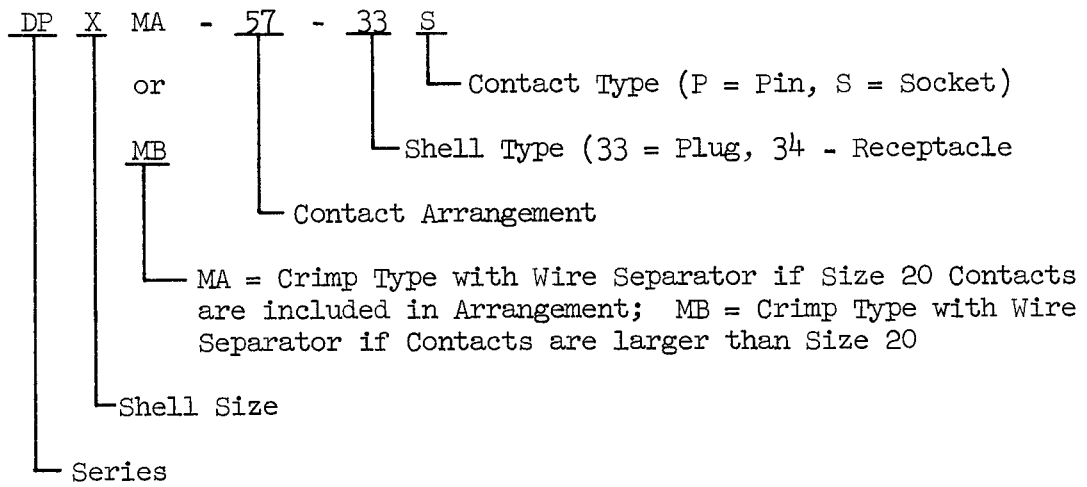 DP X MA - 57 - 33 S
or
MB
Contact Type (P = Pin, S = Socket)
Shell Type (33 = Plug, 34 - Receptacle
Contact Arrangement
MA = Crimp Type with Wire Separator if Size 20 Contacts
are included in Arrangement; MB = Crimp Type with Wire
Separator if Contacts are larger than Size 20
Shell Size
Series